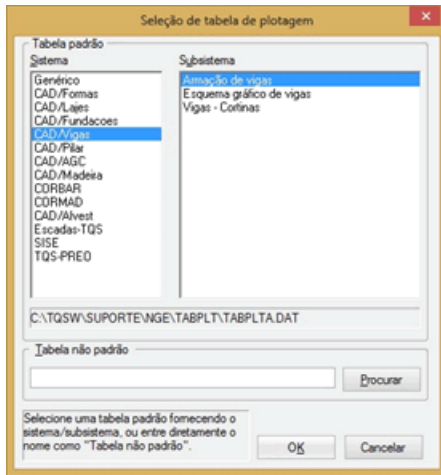 Seleção de tabela de plotagem
Tabela padrão
Sistema
Subsistema
Genérico
CAD/Formas
CAD/Lajes
CAD/Fundacoes
CAD/Vigas
CAD/Pilar
CAD/AGC
CAD/Madeira
CORBAR
CORMAD
CAD/Alvest
Escadas-TQS
SISE
TQS-PREO
Armação de vigas
Esquema gráfico de vigas
Vigas - Cortinas
C:\TQSW\SUPORTE\NGE\TABPLT\TABPLTA.DAT
Tabela não padrão
Procurar
Selecione uma tabela padrão fornecendo o
sistema/subsistema, ou entre diretamente o
nome como "Tabela não padrão".
OK
Cancelar